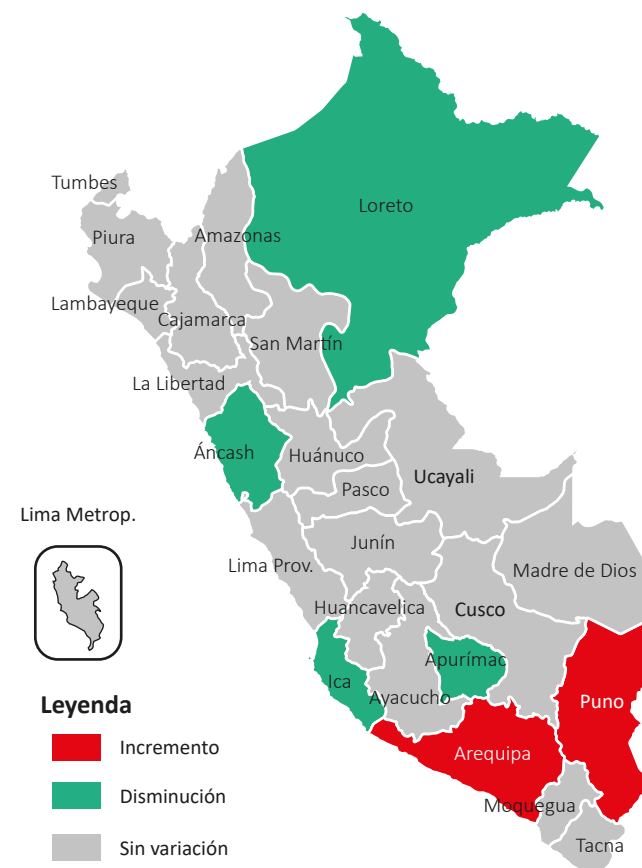 Tumbes
Loreto
Piura
Amazonas
Lambayeque
Cajamarca
San Martín
La Libertad
Áncash
Huánuco
Ucayali
Pasco
Lima Metrop.
Junín
Lima Prov.
Madre de Dios
Huancavelica
Cusco
Apurímac
Ica
Ayacucho
Puno
Leyenda
Incremento
Arequipa
Disminución
Moquegua
Tacna
Sin variación